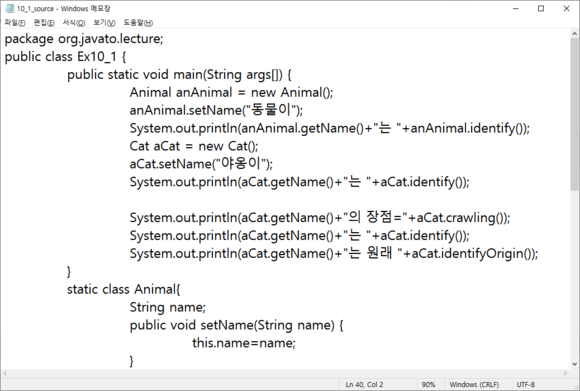 10_1_source - Windows 메모장
파일(F) 편집(E) 서식(O) 보기(V) 도움말(H)
package org.javato.lecture;
public class Ex10_1 {
public static void main(String args[]) {
Animal anAnimal = new Animal();
anAnimal.setName("동물이");
System.out.println(anAnimal.getName()+"는 "+anAnimal.identify());
Cat aCat = new Cat();
aCat.setName("야옹이");
System.out.println(aCat.getName()+"는 "+aCat.identify());
System.out.println(aCat.getName()+"의 장점="+aCat.crawling());
System.out.println(aCat.getName()+"는 "+aCat.identify());
System.out.println(aCat.getName()+"는 원래 "+aCat.identifyOrigin());
}
static class Animal{
String name;
public void setName(String name) {
this.name=name;
}
Ln 40, Col 2 90% Windows (CRLF) UTF-8